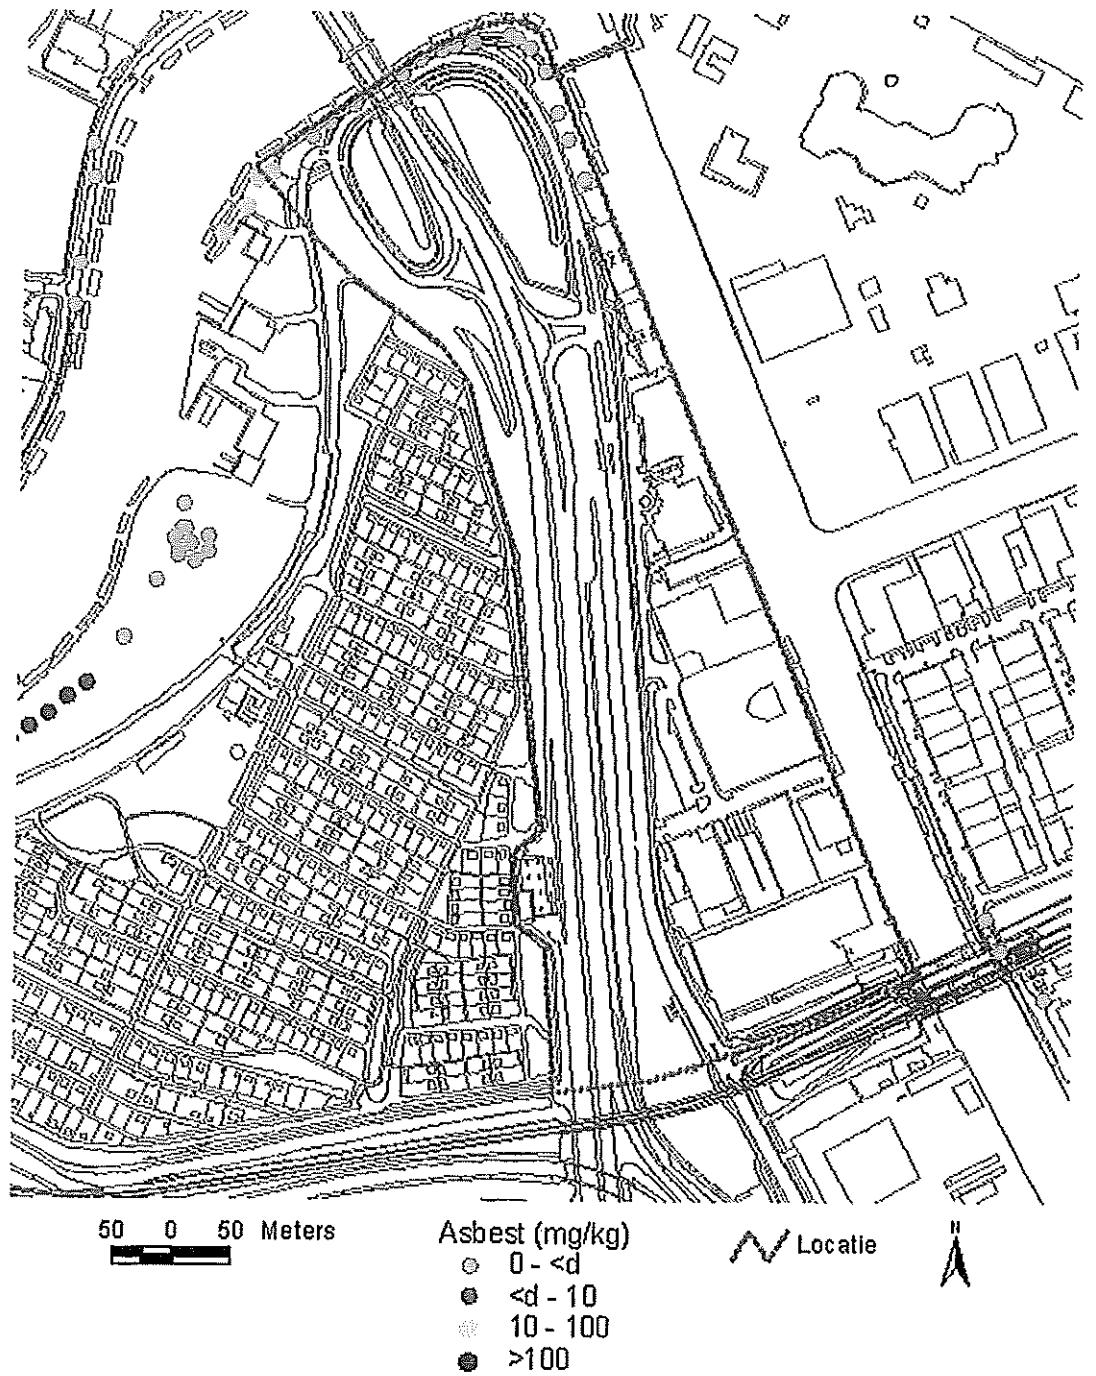 50 0 50 Meters
Asbest (mg/kg)
0 - <d
<d - 10
10 - 100
>100
Locatie
N